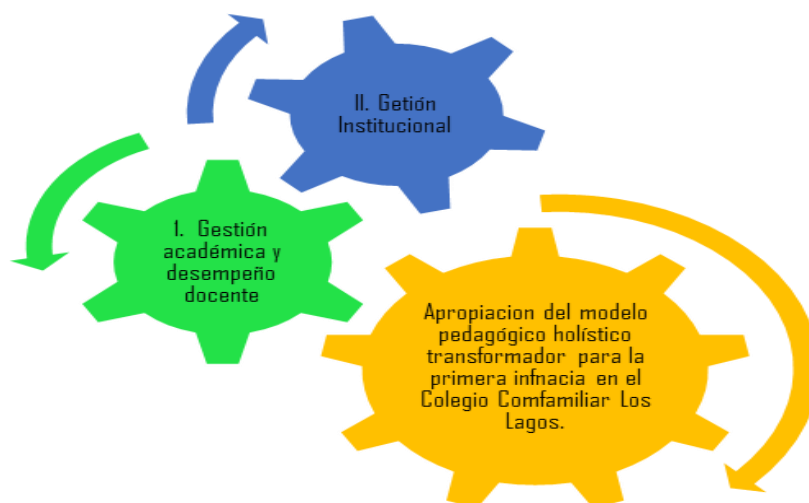 II. Getión
Institucional
I. Gestión
académica y
desempeño
docente
Apropiacion del modelo
pedagógico holístico
transformador para la
primera infnacia en el
Colegio Comfamiliar Los
Lagos.